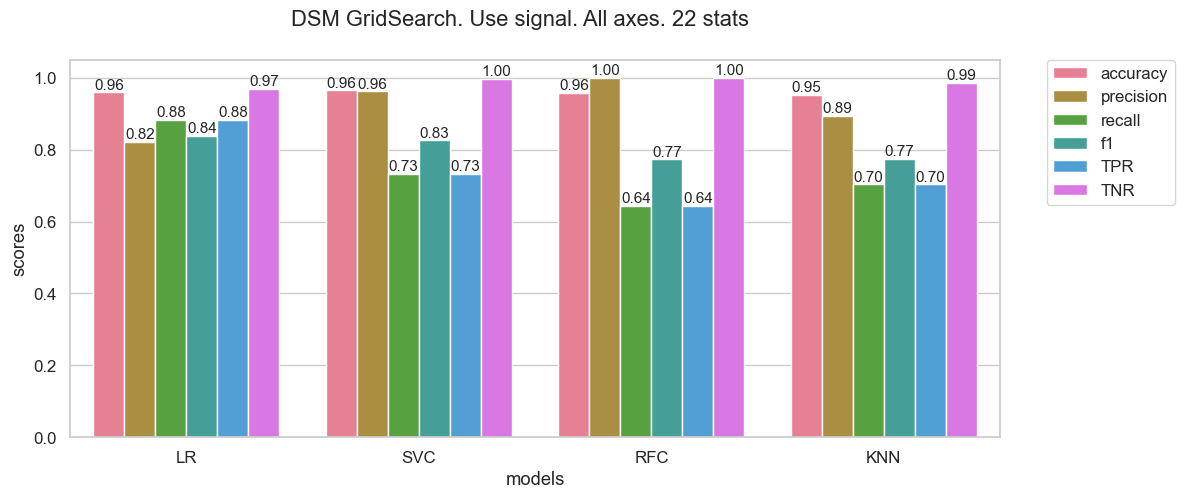 DSM GridSearch. Use signal. All axes. 22 stats
scores
1.0
0.8
0.6
0.4
0.2
0.0
0.96
0.82
0.88
0.84
0.88
0.97
0.96
0.96
0.73
0.83
0.73
1.00
0.96
1.00
0.64
0.77
0.64
1.00
0.95
0.89
0.70
0.77
0.70
0.99
LR
SVC
RFC
KNN
models
accuracy
precision
recall
f1
TPR
TNR